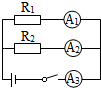 R₁ A₁
R₂ A₂
A₃